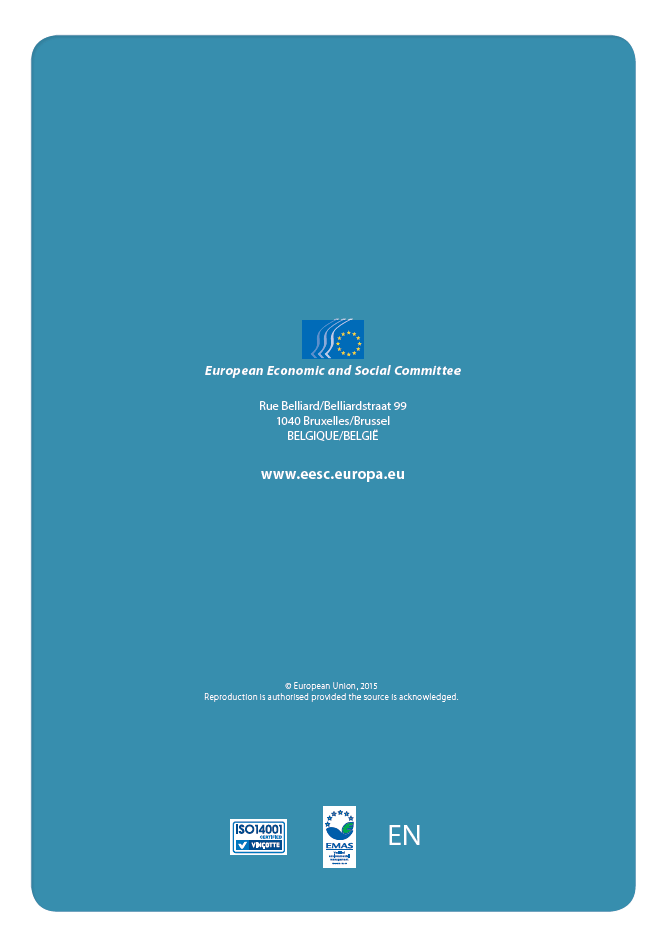 European Economic and Social Committee
Rue Belliard/Belliardstraat 99
1040 Bruxelles/Brussel
BELGIQUE/BELGIË
www.eesc.europa.eu
© European Union, 2015
Reproduction is authorised provided the source is acknowledged.
ISO14001
CERTIFIED
VINÇOTTE
EMAS
EN